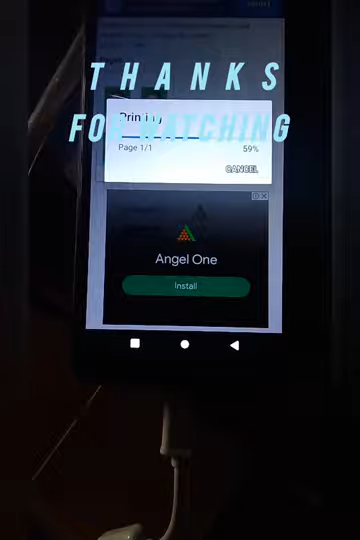 THANKS
FOR WATCHING
Printing
Page 1/1 59%
CANCEL
Angel One
Install